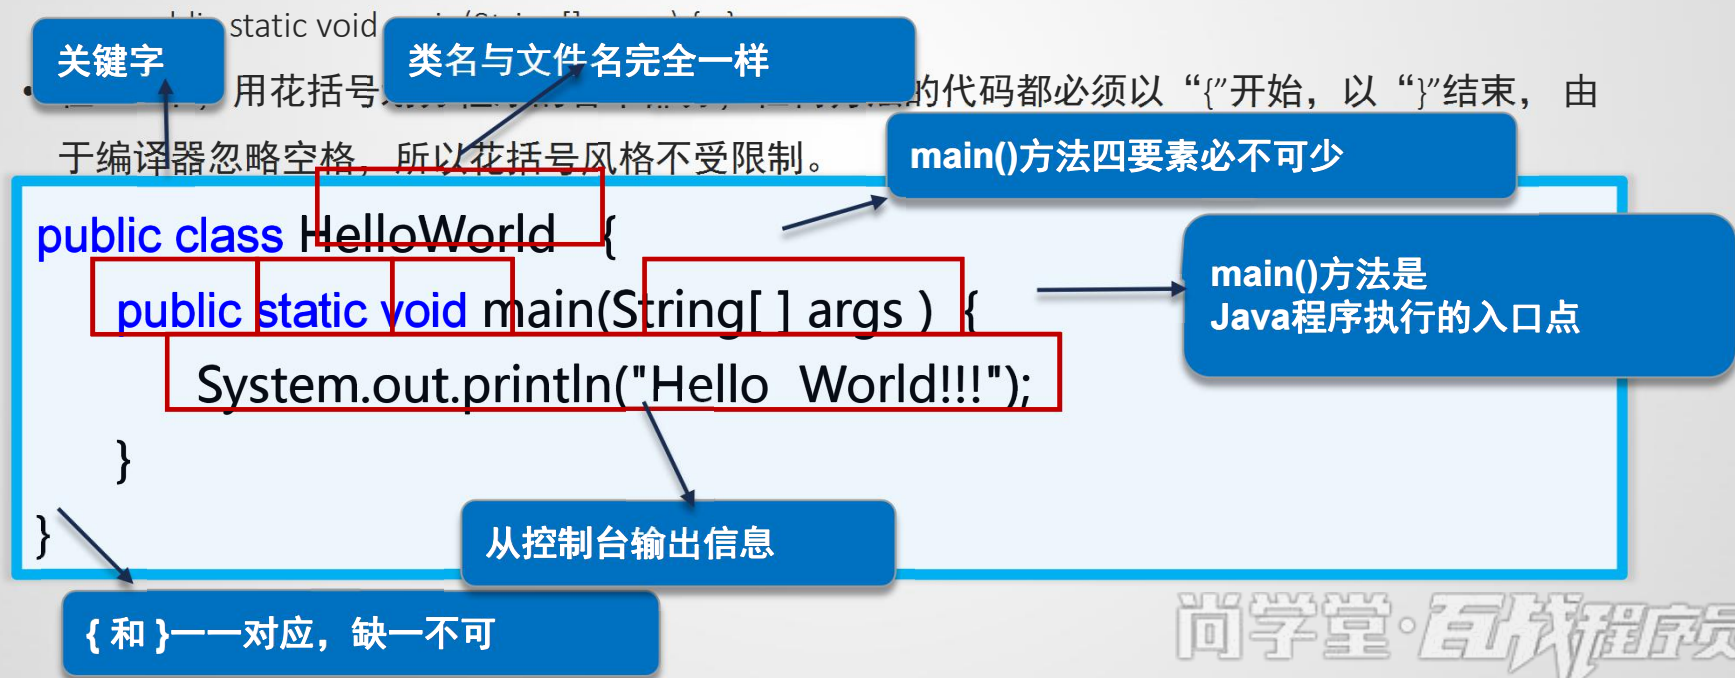 static void
关键字
类名与文件名完全一样
用花括号
的代码都必须以“{”开始，以“}”结束， 由
于编译器忽略空格，所以花括号风格不受限制。
main()方法四要素必不可少
public class HelloWorld {
public static void main(String[ ] args ) {
System.out.println("Hello World!!!");
}
}
main()方法是
Java程序执行的入口点
从控制台输出信息
{ 和 }一一对应，缺一不可
尚学堂·百战程序员